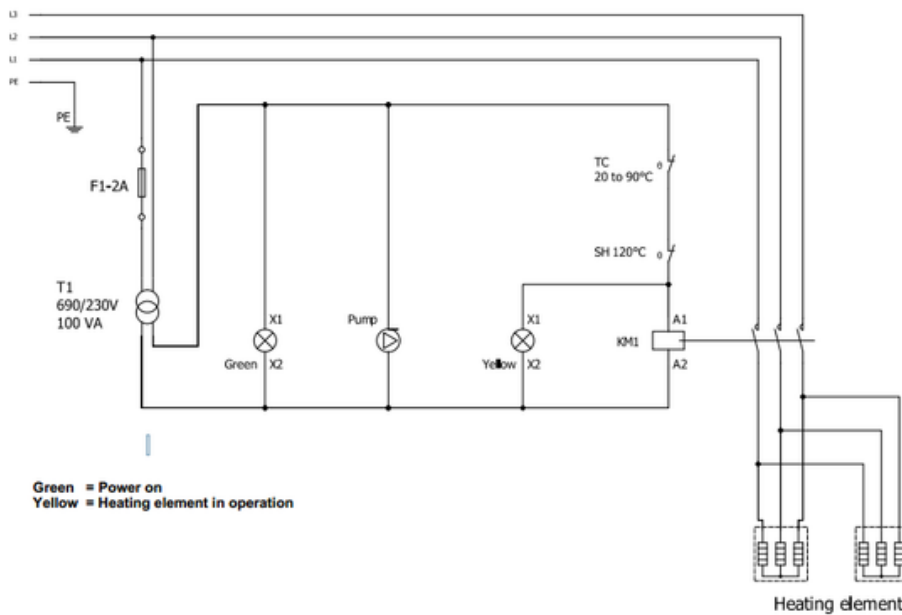 L3
L2
L1
PE
PE
F1-2A
TC
20 to 90°C
SH 120°C
T1
690/230V
100 VA
X1
Pump
X1
A1
KM1
Green
X2
Yellow
X2
A2
Green = Power on
Yellow = Heating element in operation
Heating element